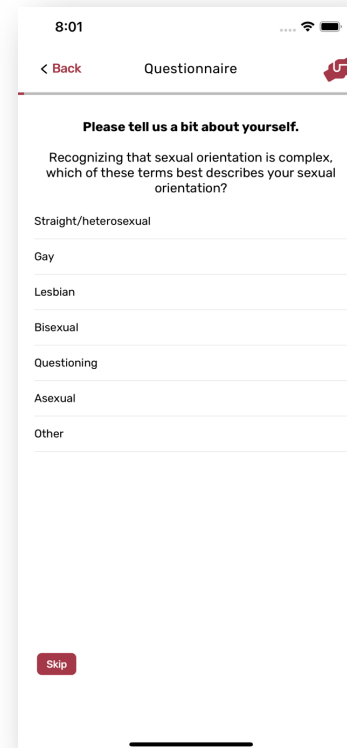 8:01
< Back
Questionnaire
Please tell us a bit about yourself.
Recognizing that sexual orientation is complex,
which of these terms best describes your sexual
orientation?
Straight/heterosexual
Gay
Lesbian
Bisexual
Questioning
Asexual
Other
Skip